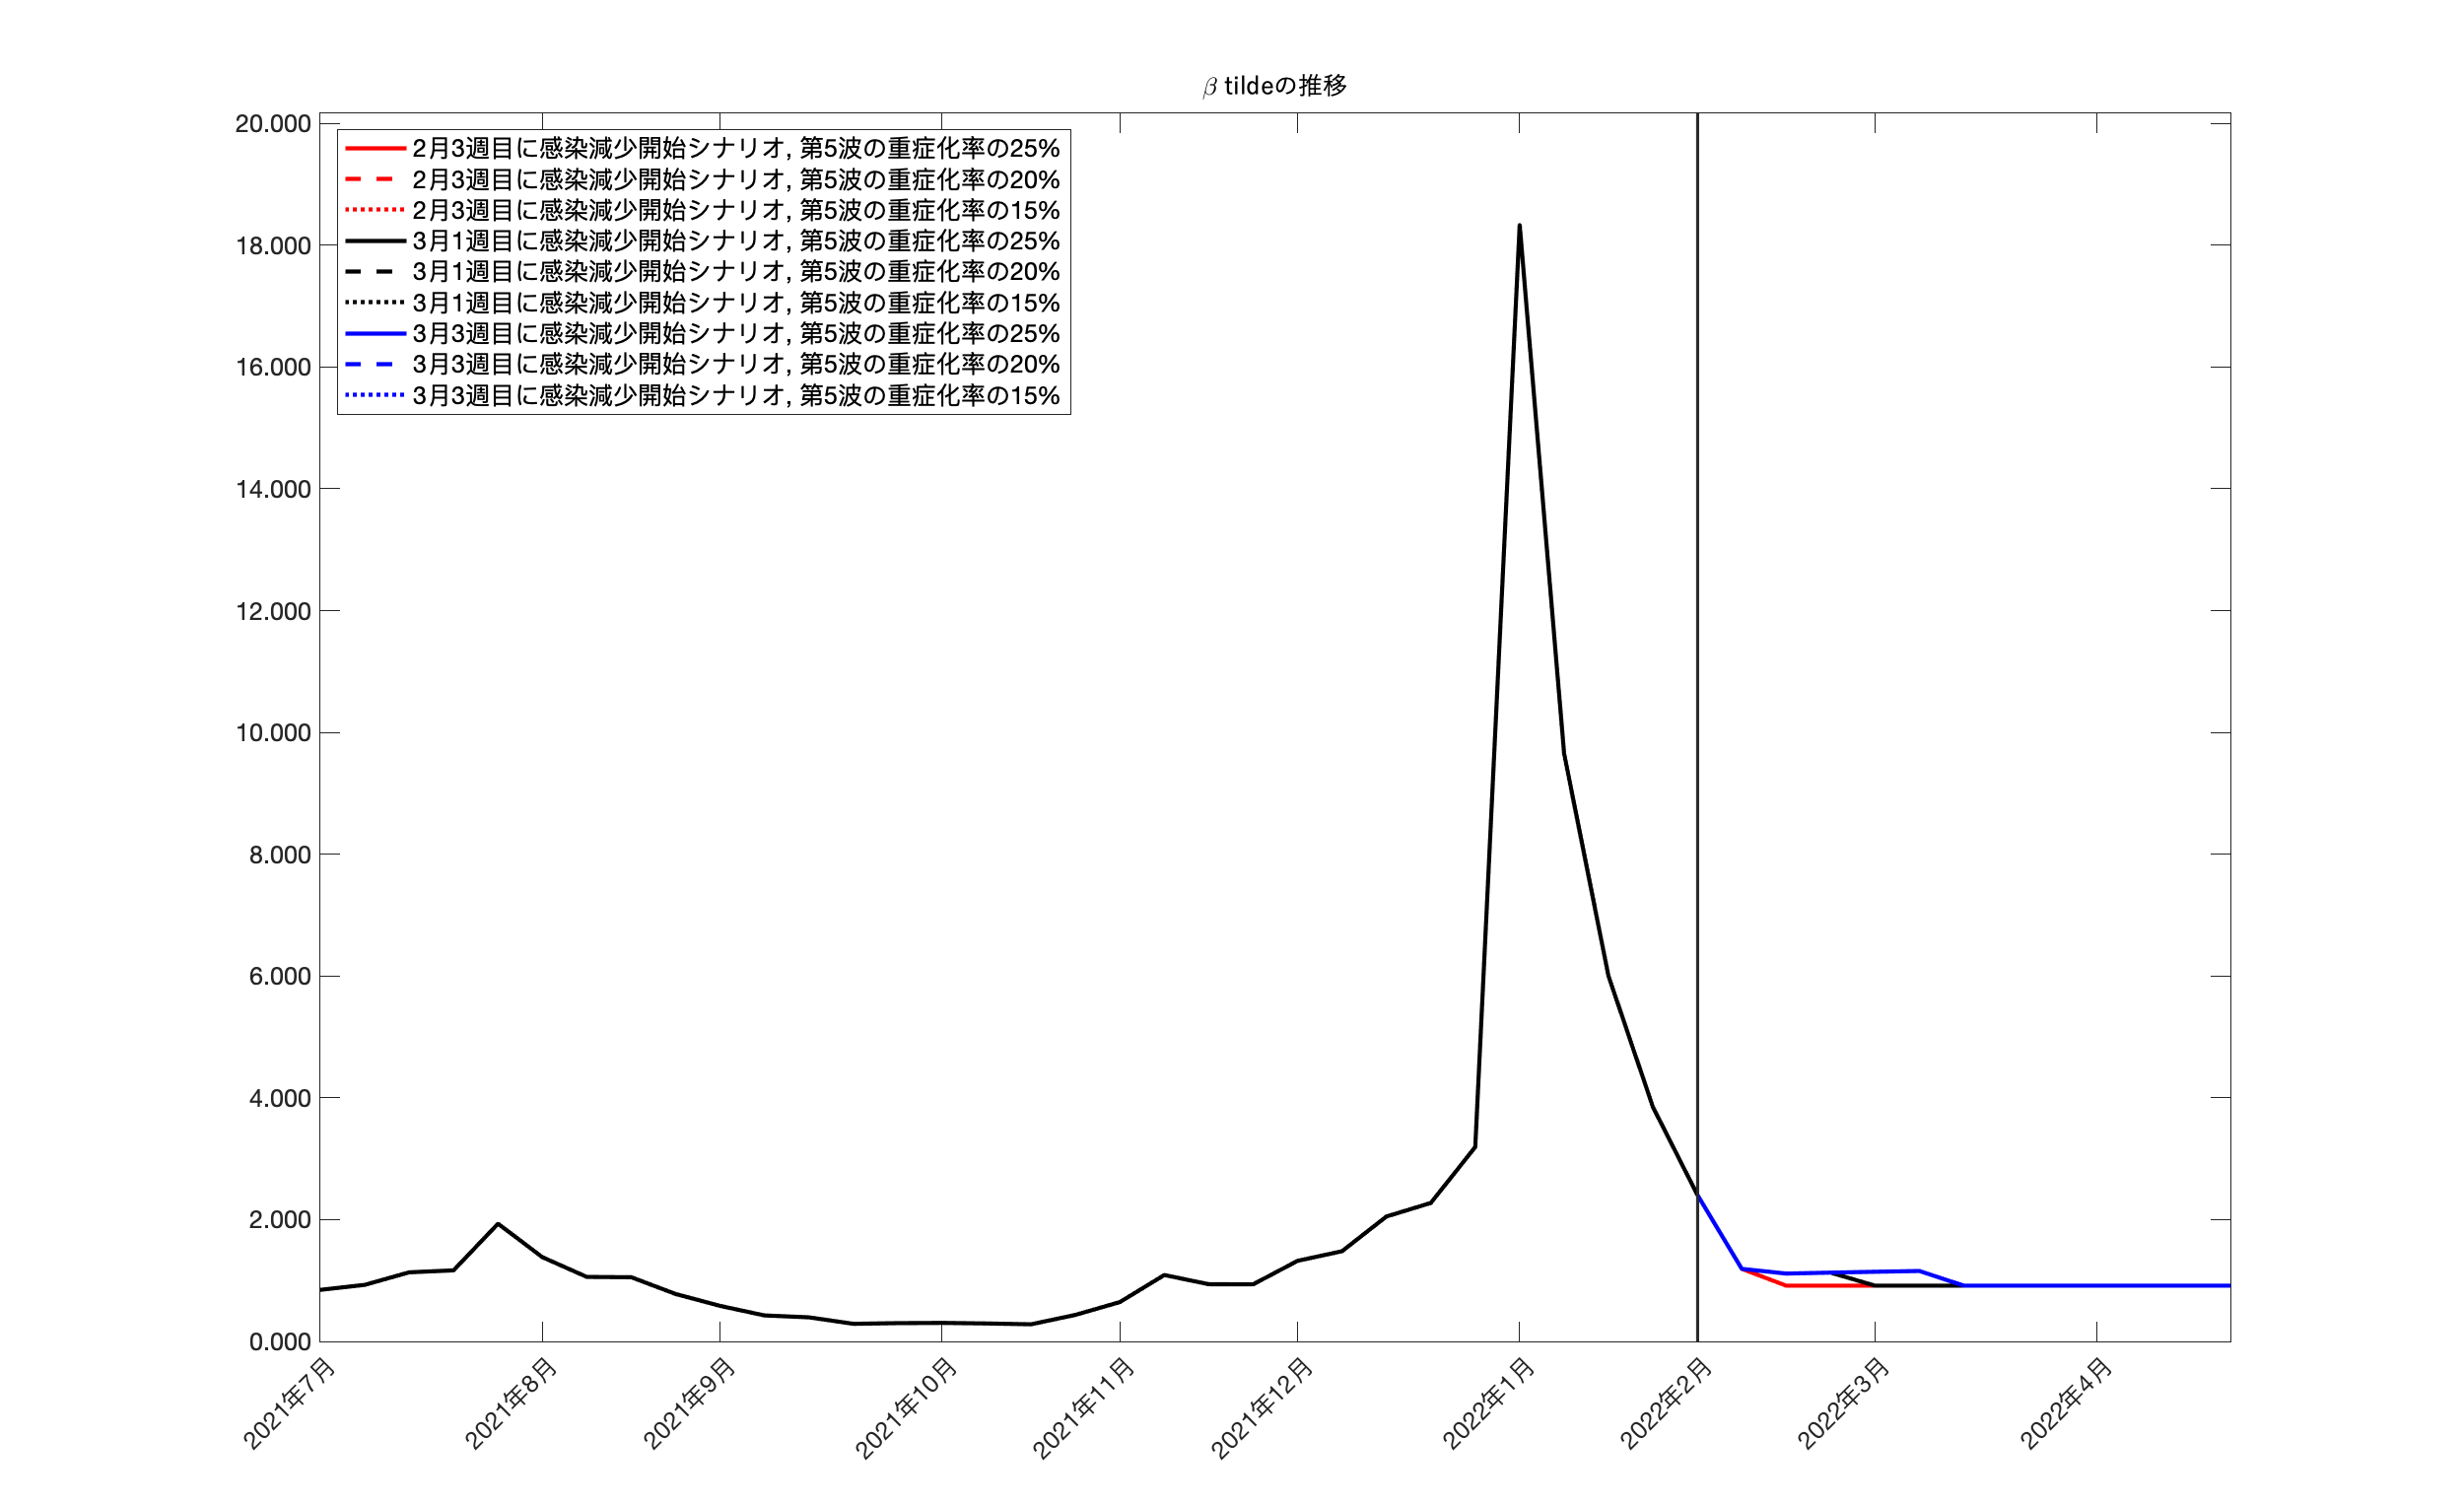 β tildeの推移
20.000
18.000
16.000
14.000
12.000
10.000
8.000
6.000
4.000
2.000
0.000
2月3週目に感染減少開始シナリオ, 第5波の重症化率の25%
2月3週目に感染減少開始シナリオ, 第5波の重症化率の20%
2月3週目に感染減少開始シナリオ, 第5波の重症化率の15%
3月1週目に感染減少開始シナリオ, 第5波の重症化率の25%
3月1週目に感染減少開始シナリオ, 第5波の重症化率の20%
3月1週目に感染減少開始シナリオ, 第5波の重症化率の15%
3月3週目に感染減少開始シナリオ, 第5波の重症化率の25%
3月3週目に感染減少開始シナリオ, 第5波の重症化率の20%
3月3週目に感染減少開始シナリオ, 第5波の重症化率の15%
2021年7月
2021年8月
2021年9月
2021年10月
2021年11月
2021年12月
2022年1月
2022年2月
2022年3月
2022年4月